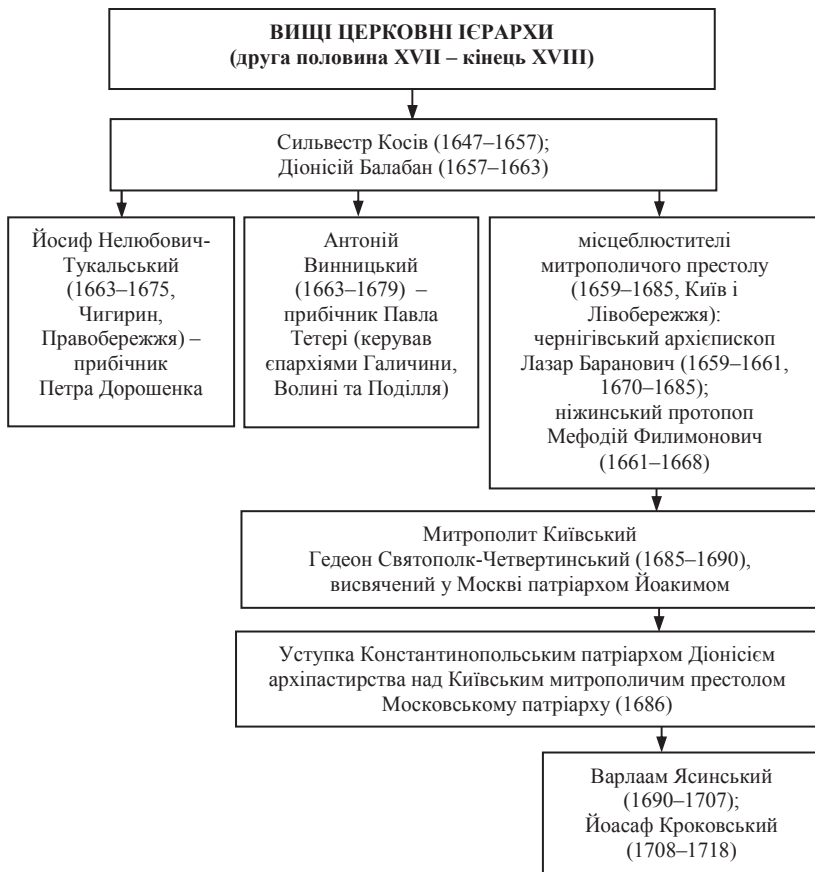 ВИЩІ ЦЕРКОВНІ ІЄРАРХИ
(друга половина XVII – кінець XVIII)
Сильвестр Косів (1647–1657);
Діонісій Балабан (1657–1663)
Йосиф Нелюбович-
Тукальський
(1663–1675,
Чигирин,
Правобережжя) –
прибічник
Петра Дорошенка
Антоній
Винницький
(1663–1679) –
прибічник Павла
Тетері (керував
єпархіями Галичини,
Волині та Поділля)
місцеблюстителі
митрополичого престолу
(1659–1685, Київ і
Лівобережжя):
чернігівський архієпископ
Лазар Баранович (1659–1661,
1670–1685);
ніжинський протопоп
Мефодій Филимонович
(1661–1668)
Митрополит Київський
Гедеон Святополк-Четвертинський (1685–1690),
висвячений у Москві патріархом Йоакимом
Уступка Константинопольським патріархом Діонісієм
архіпастирства над Київським митрополичим престолом
Московському патріарху (1686)
Варлаам Ясинський
(1690–1707);
Йоасаф Кроковський
(1708–1718)